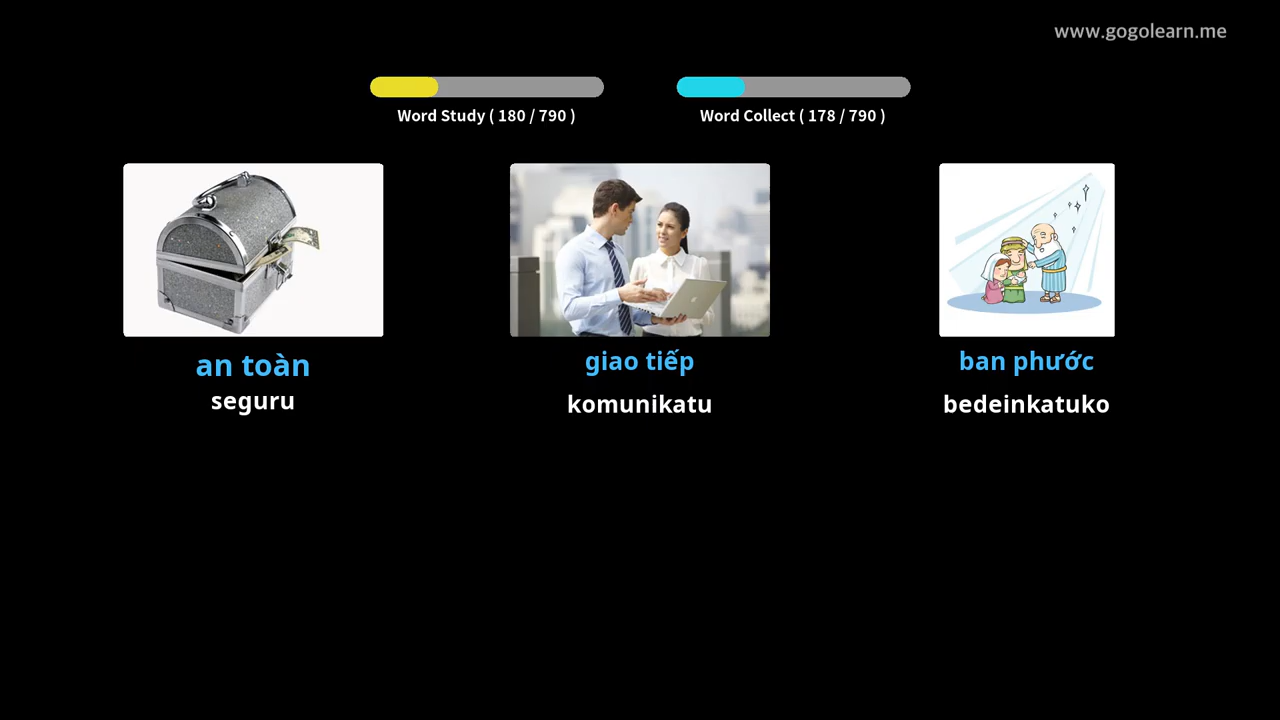 www.gogolearn.me
Word Study ( 180 / 790 )
Word Collect ( 178 / 790 )
an toàn
seguru
giao tiếp
komunikatu
ban phước
bedeinkatuko